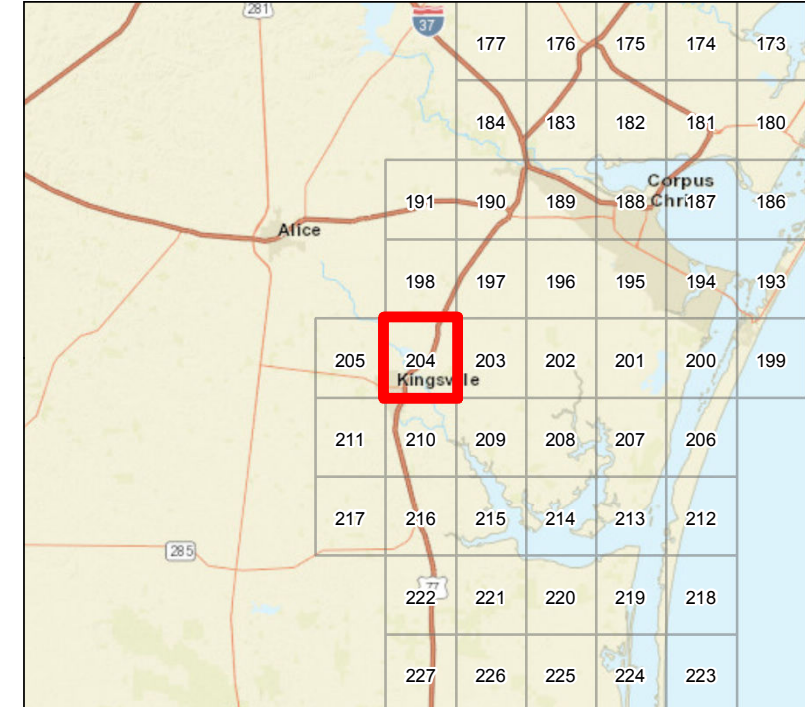 281
37
177 176 175 174 173
184 183 182 181 180
Corpus
Christi
191 190 189 188 187 186
Alice
198 197 196 195 194 193
205 204 203 202 201 200 199
Kingsville
211 210 209 208 207 206
217 216 215 214 213 212
285
77
222 221 220 219 218
227 226 225 224 223